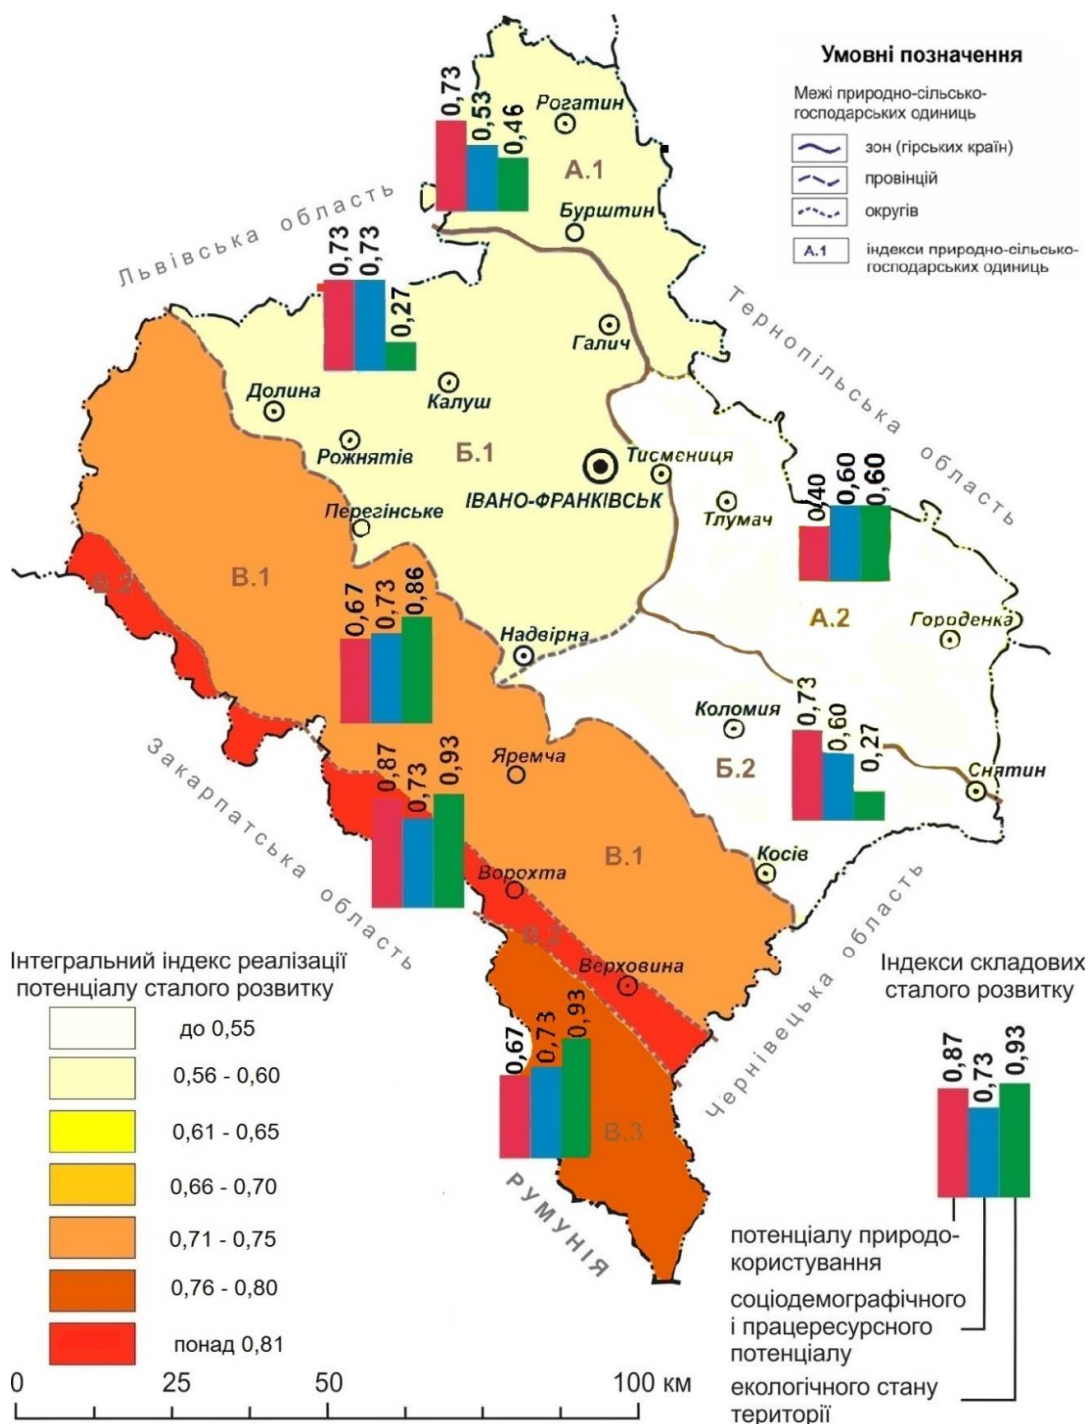 Умовні позначення
Межі природно-сільсько-
господарських одиниць
зон (гірських країн)
провінцій
округів
А.1
індекси природно-сільсько-
господарських одиниць
0,73
0,53
0,46
Рогатин
А.1
Бурштин
Львівська область
0,73
0,73
0,27
Галич
Тернопільська область
Долина
Калуш
Рожнятів
Б.1
Тисмениця
ІВАНО-ФРАНКІВСЬК
Перегінське
Тлумач
0,40
0,60
0,60
В.2
В.1
0,67
0,73
0,86
А.2
Городенка
Надвірна
Коломия
0,73
0,60
0,27
Б.2
Снятин
Закарпатська область
0,87
0,73
0,93
Яремча
В.1
Косів
Ворохта
В.2
Верховина
Чернівецька область
0,67
0,73
0,93
В.3
РУМУНІЯ
Інтегральний індекс реалізації
потенціалу сталого розвитку
до 0,55
0,56 - 0,60
0,61 - 0,65
0,66 - 0,70
0,71 - 0,75
0,76 - 0,80
понад 0,81
0
25
50
100 км
Індекси складових
сталого розвитку
0,87
0,73
0,93
потенціалу природо-
користування
соціодемографічного
і працересурсного
потенціалу
екологічного стану
території